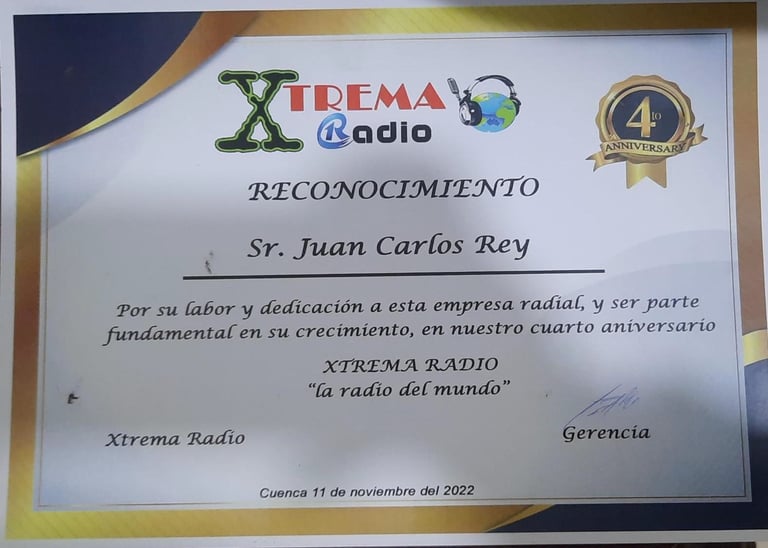 XTREMA
Radio
4to
ANNIVERSARY
RECONOCIMIENTO
Sr. Juan Carlos Rey
Por su labor y dedicación a esta empresa radial, y ser parte
fundamental en su crecimiento, en nuestro cuarto aniversario
XTREMA RADIO
"la radio del mundo"
Xtrema Radio
Gerencia
Cuenca 11 de noviembre del 2022